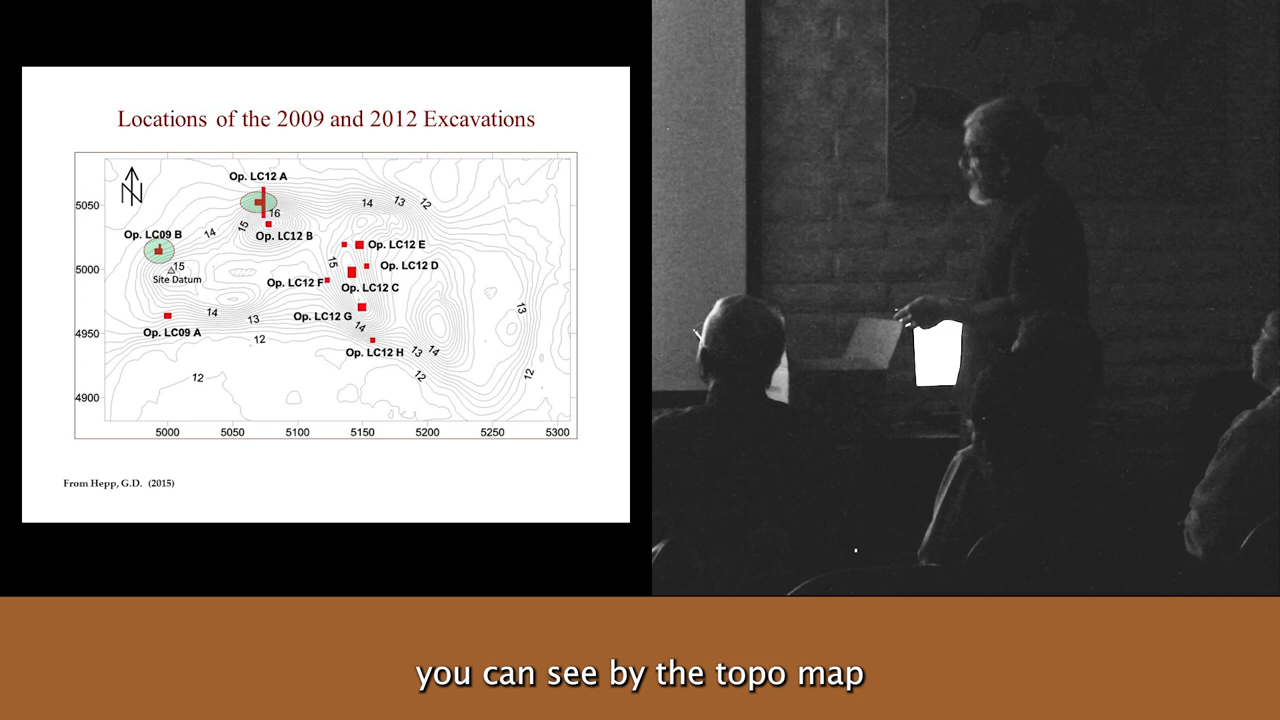 Locations of the 2009 and 2012 Excavations
N
Op. LC12 A
5050
16
14
13
12
15
14
Op. LC09 B
Op. LC12 B
Op. LC12 E
15
15
Op. LC12 D
5000
Site Datum
Op. LC12 F
Op. LC12 C
14
13
Op. LC12 G
13
14
4950
Op. LC09 A
12
Op. LC12 H
13
14
12
12
12
4900
5000
5050
5100
5150
5200
5250
5300
From Hepp, G.D. (2015)
you can see by the topo map